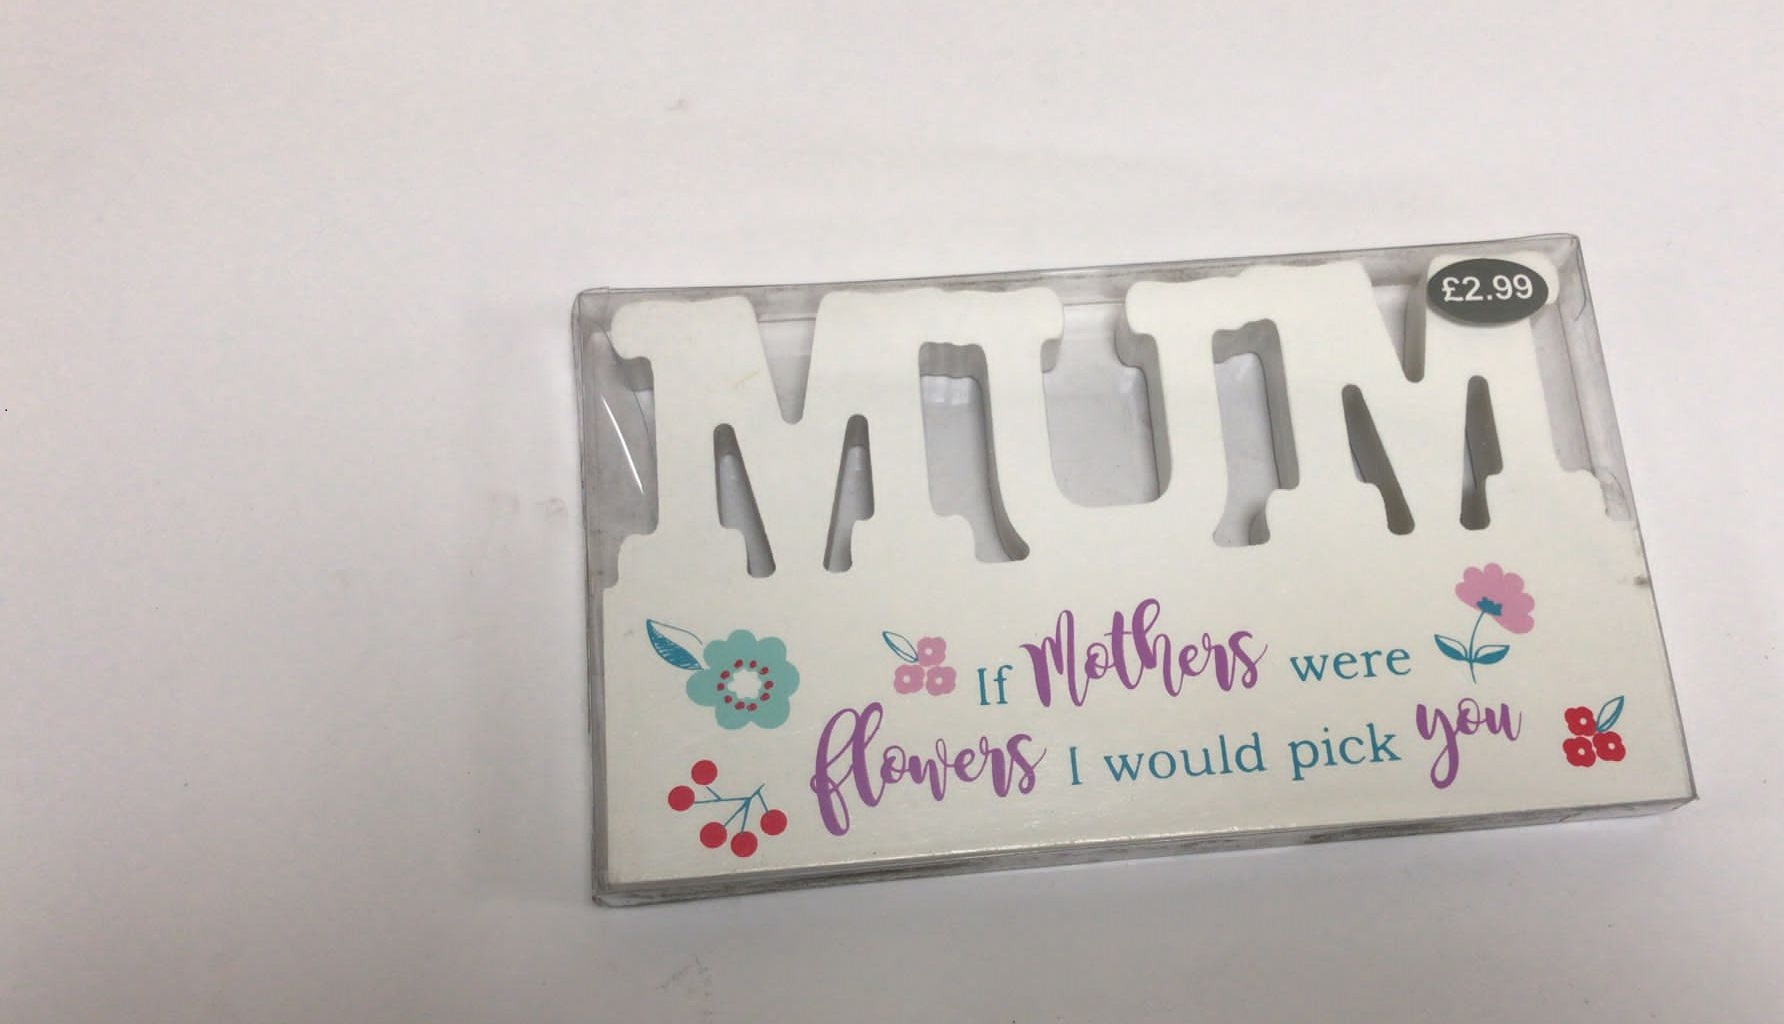 £2.99
MUM
If Mothers were
flowers I would pick you